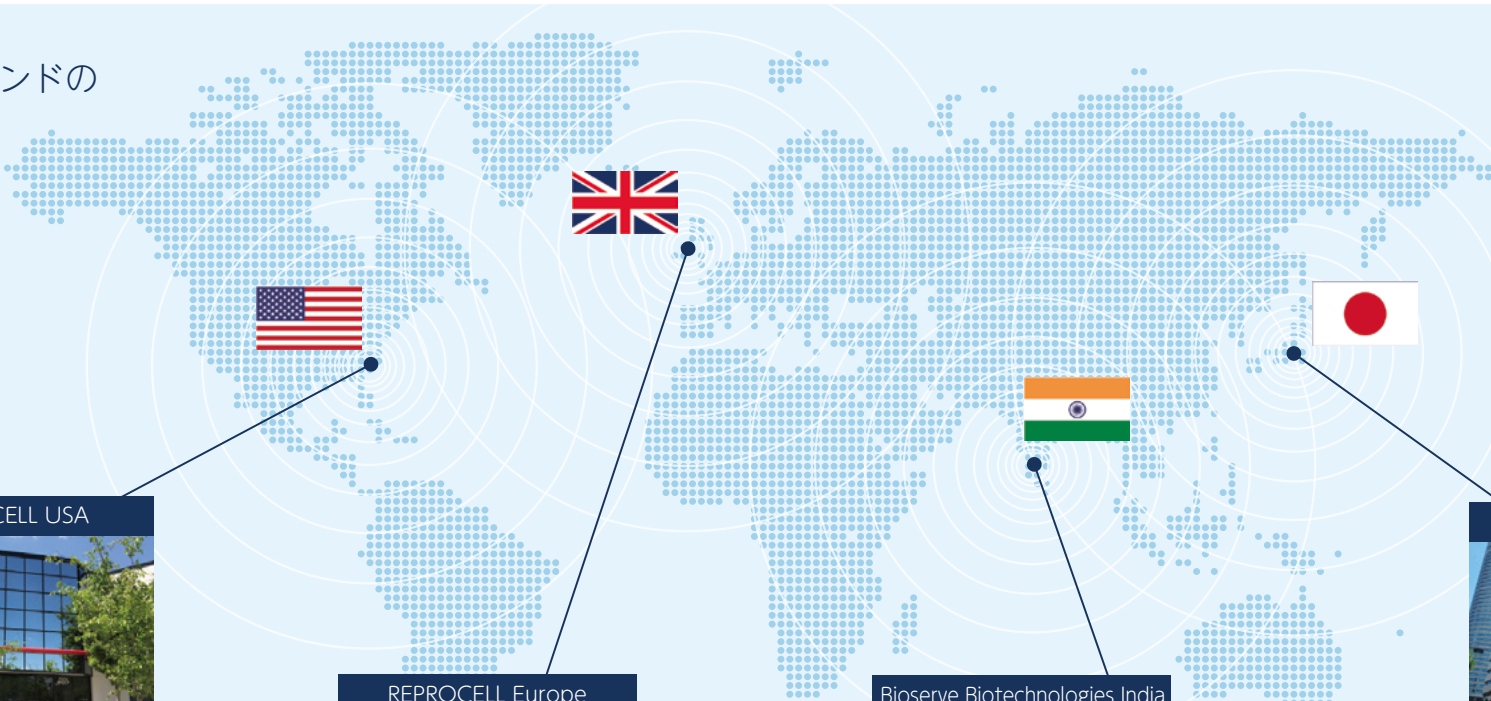 ンドの
CELL USA
REPROCELL Europe
Bioserve Biotechnologies India